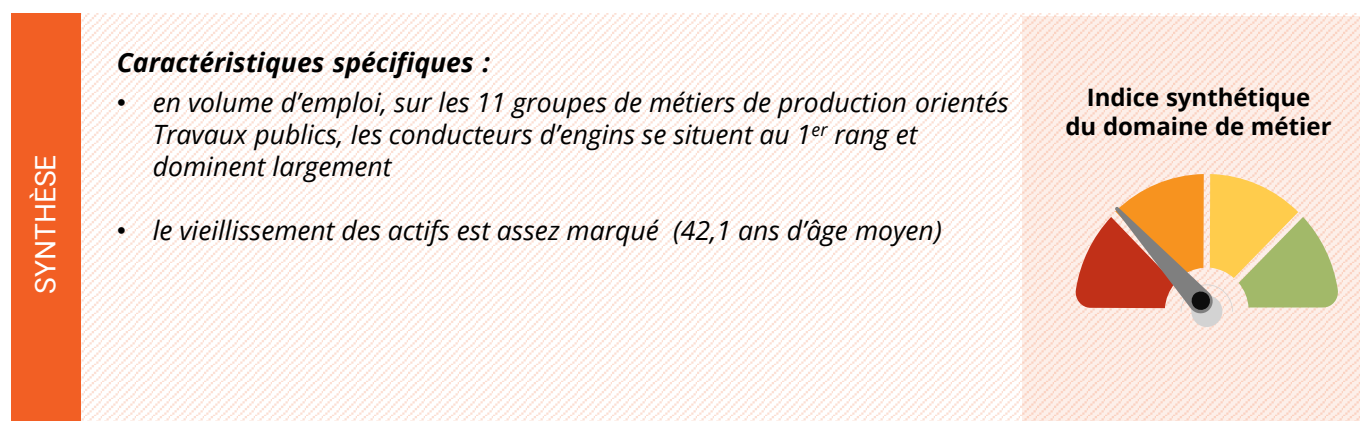 SYNTHÈSE
Caractéristiques spécifiques :
• en volume d’emploi, sur les 11 groupes de métiers de production orientés
Travaux publics, les conducteurs d’engins se situent au 1er rang et
dominent largement
• le vieillissement des actifs est assez marqué (42,1 ans d’âge moyen)
Indice synthétique
du domaine de métier